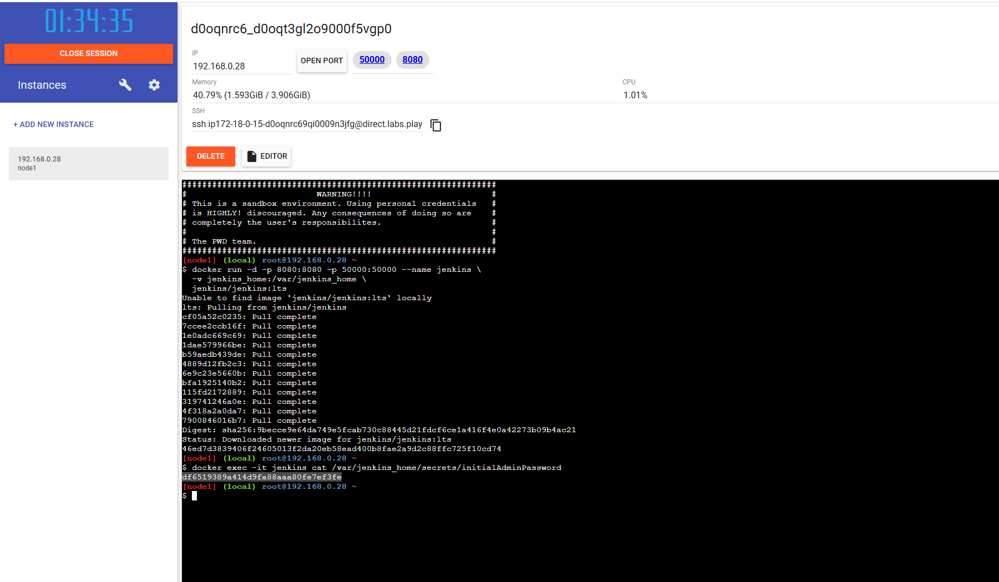 01:34:35
CLOSE SESSION
Instances
+ ADD NEW INSTANCE
192.168.0.28
node1
d0oqnrc6_d0oqt3gl2o9000f5vgp0
IP
192.168.0.28
OPEN PORT
50000
8080
Memory
40.79% (1.593GiB / 3.906GiB)
CPU
1.01%
SSH
ssh ip172-18-0-15-d0oqnrc69qi0009n3jfg@direct.labs.play
DELETE
EDITOR
###############################################################
#                          WARNING!!!!                        #
# This is a sandbox environment. Using personal credentials   #
# is HIGHLY! discouraged. Any consequences of doing so are    #
# completely the user's responsibilites.                      #
#                                                             #
# The PWD team.                                               #
###############################################################
[node1] (local) root@192.168.0.28 ~
$ docker run -d -p 8080:8080 -p 50000:50000 --name jenkins \
  -v jenkins_home:/var/jenkins_home \
  jenkins/jenkins:lts
Unable to find image 'jenkins/jenkins:lts' locally
lts: Pulling from jenkins/jenkins
cf05a52c0235: Pull complete
7ccee2ccb16f: Pull complete
1e0adc669c69: Pull complete
1dae579966be: Pull complete
b59aedb439de: Pull complete
4889d12fb2c3: Pull complete
6e9c23e5660b: Pull complete
bfa1925140b2: Pull complete
115fd2172889: Pull complete
319741246a0e: Pull complete
4f318a2a0da7: Pull complete
7900846016b7: Pull complete
Digest: sha256:9becce9e64da749e5fcab730c88445d21fdcf6ce1a416f4e0a42273b09b4ac21
Status: Downloaded newer image for jenkins/jenkins:lts
46ed7d3839406f24605013f2da20eb58ead400b8fae2a9d2c88ffc725f10cd74
[node1] (local) root@192.168.0.28 ~
$ docker exec -it jenkins cat /var/jenkins_home/secrets/initialAdminPassword
df6519389a414d9fa88aaa80fe7ef3fe
[node1] (local) root@192.168.0.28 ~
$